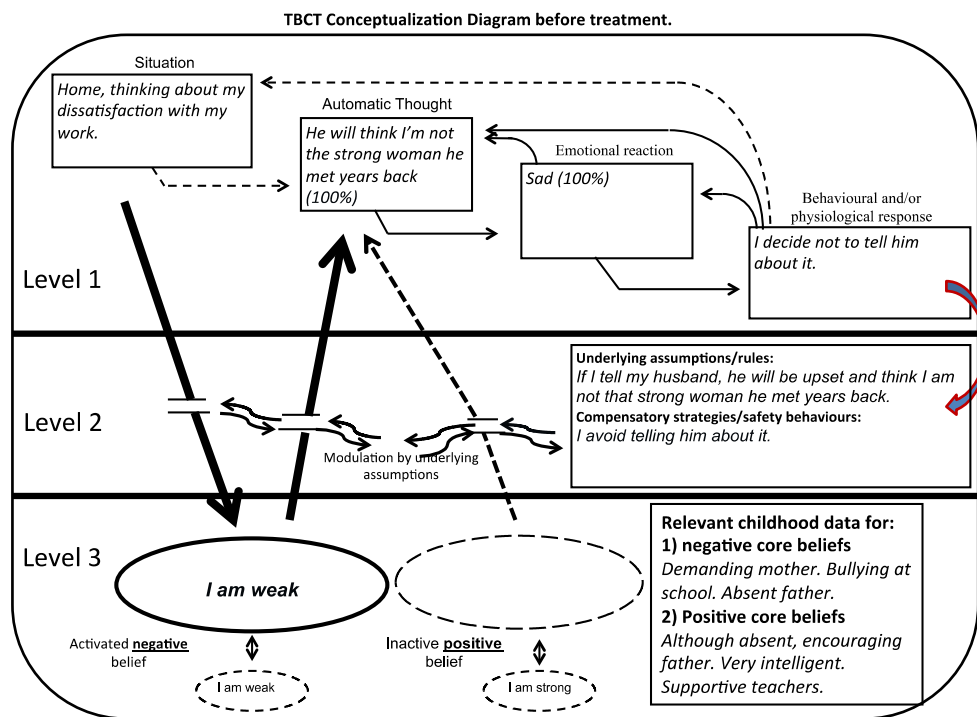 TBCT Conceptualization Diagram before treatment.
Situation
Home, thinking about my
dissatisfaction with my
work.
Automatic Thought
He will think I'm not
the strong woman he
met years back
(100%)
Emotional reaction
Sad (100%)
Behavioural and/or
physiological response
I decide not to tell him
about it.
Level 1
Level 2
Modulation by underlying
assumptions
Underlying assumptions/rules:
If I tell my husband, he will be upset and think I am
not that strong woman he met years back.
Compensatory strategies/safety behaviours:
I avoid telling him about it.
Level 3
I am weak
Activated negative
belief
I am weak
Inactive positive
belief
I am strong
Relevant childhood data for:
1) negative core beliefs
Demanding mother. Bullying at
school. Absent father.
2) Positive core beliefs
Although absent, encouraging
father. Very intelligent.
Supportive teachers.